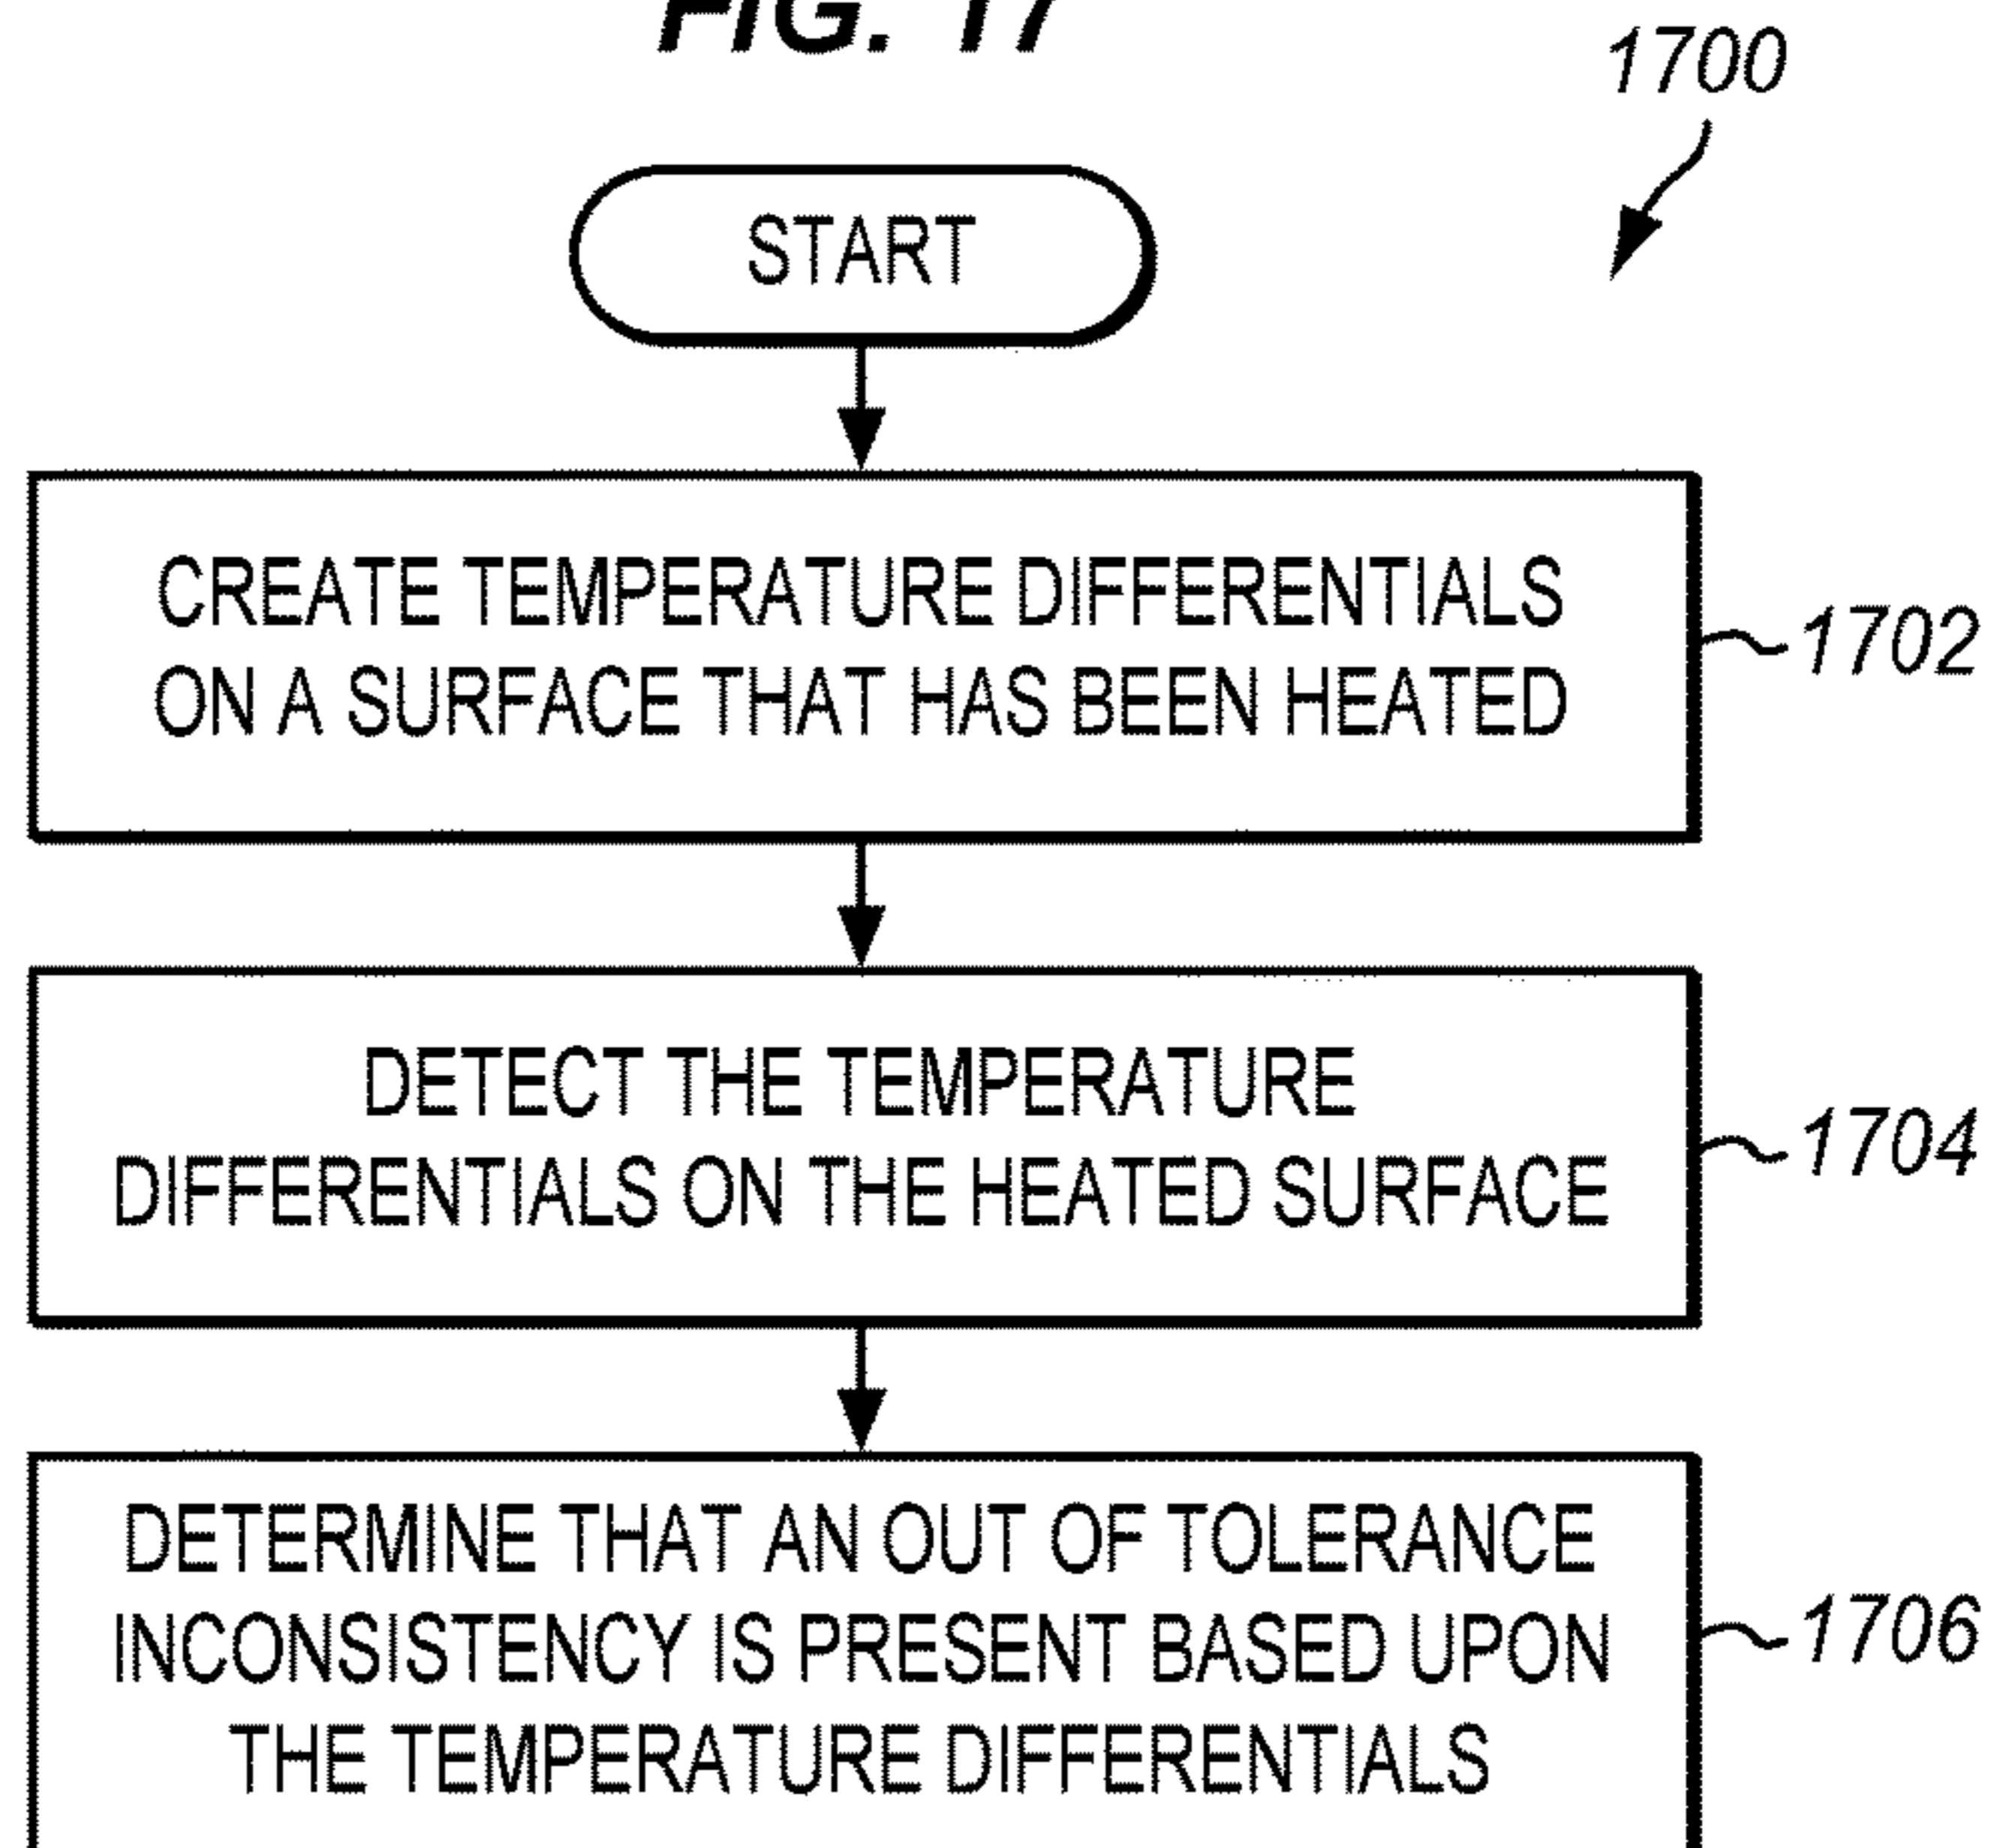 FIG. 17
1700
START
CREATE TEMPERATURE DIFFERENTIALS
ON A SURFACE THAT HAS BEEN HEATED
1702
DETECT THE TEMPERATURE
DIFFERENTIALS ON THE HEATED SURFACE
1704
DETERMINE THAT AN OUT OF TOLERANCE
INCONSISTENCY IS PRESENT BASED UPON
THE TEMPERATURE DIFFERENTIALS
1706